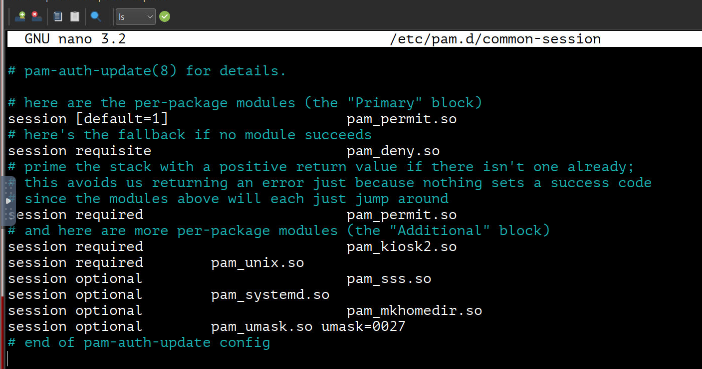 ls
GNU nano 3.2 /etc/pam.d/common-session
# pam-auth-update(8) for details.
# here are the per-package modules (the "Primary" block)
session [default=1] pam_permit.so
# here's the fallback if no module succeeds
session requisite pam_deny.so
# prime the stack with a positive return value if there isn't one already;
# this avoids us returning an error just because nothing sets a success code
since the modules above will each just jump around
session required pam_permit.so
# and here are more per-package modules (the "Additional" block)
session required pam_kiosk2.so
session required pam_unix.so
session optional pam_sss.so
session optional pam_systemd.so
session optional pam_mkhomedir.so
session optional pam_umask.so umask=0027
# end of pam-auth-update config